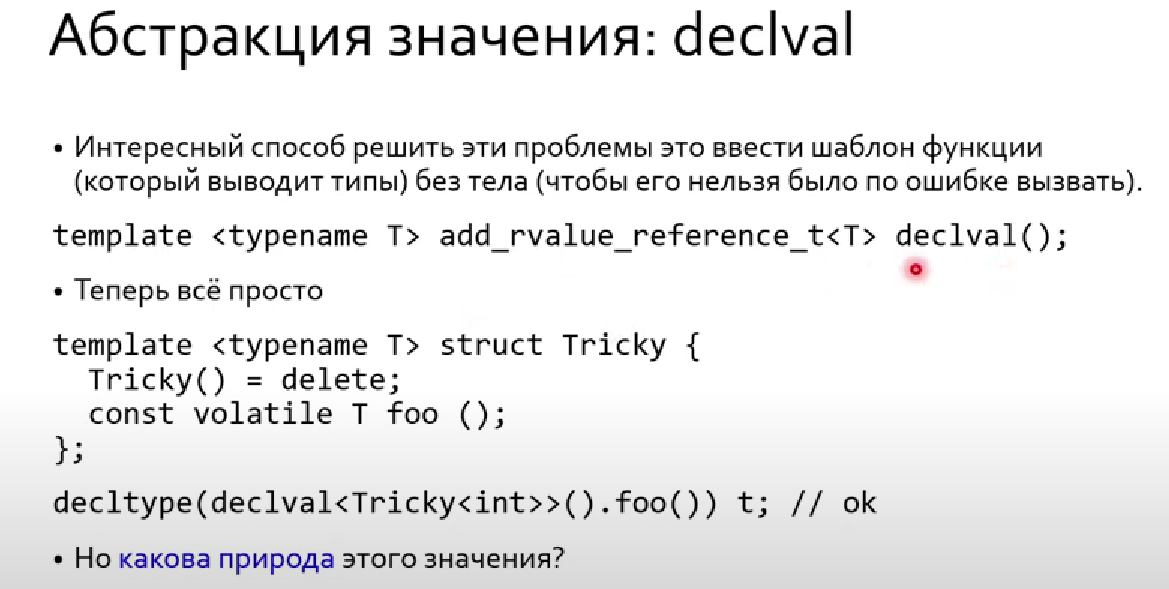 Абстракция значения: declval
• Интересный способ решить эти проблемы это ввести шаблон функции
(который выводит типы) без тела (чтобы его нельзя было по ошибке вызвать).
template <typename T> add_rvalue_reference_t<T> declval();
• Теперь всё просто
template <typename T> struct Tricky {
  Tricky() = delete;
  const volatile T foo ();
};
decltype(declval<Tricky<int>>().foo()) t; // ok
• Но какова природа этого значения?